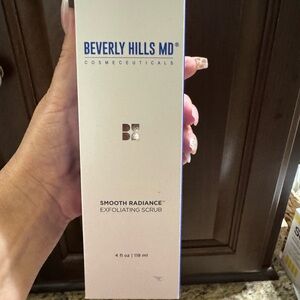 BEVERLY HILLS MD®
COSMECEUTICALS
SMOOTH RADIANCE™
EXFOLIATING SCRUB
4 fl oz | 118 ml